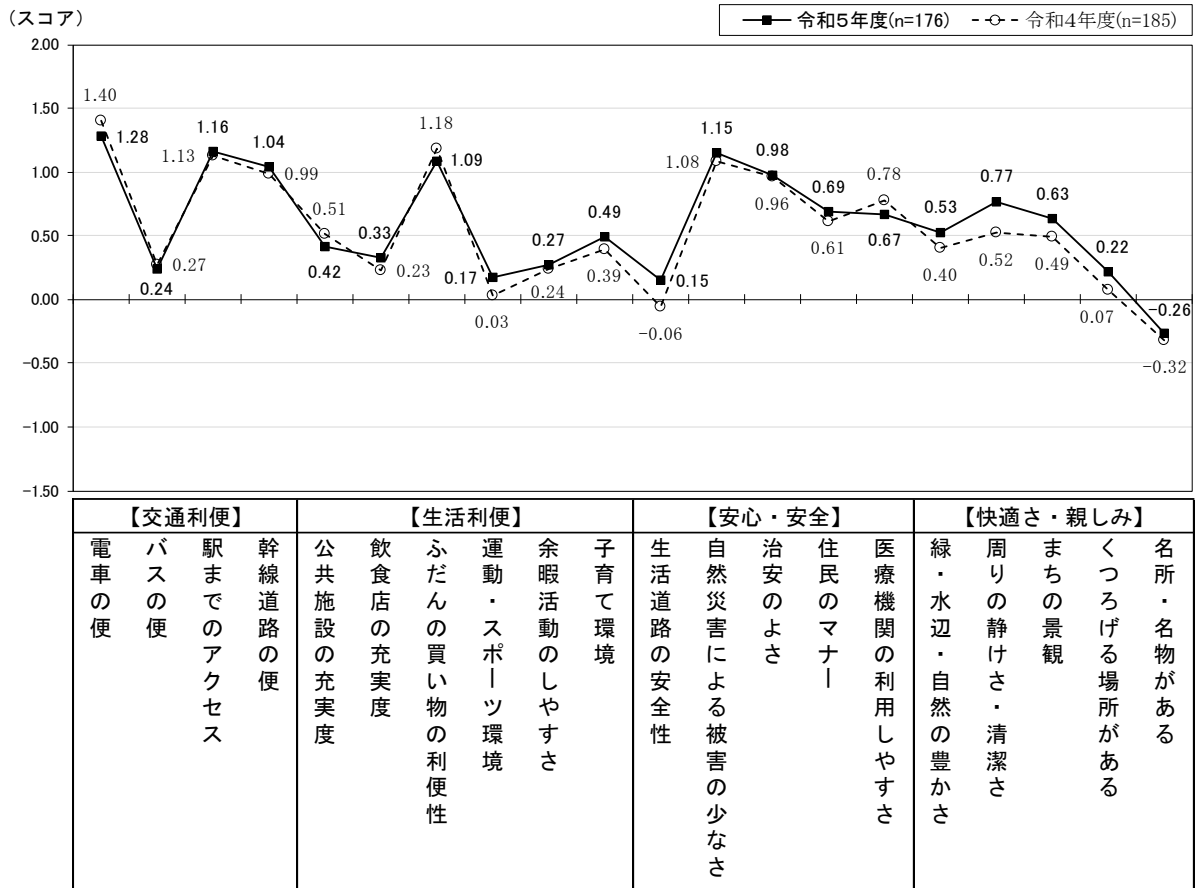 (スコア)
令和5年度(n=176) 令和4年度(n=185)
2.00
1.50
1.00
0.50
0.00
-0.50
-1.00
-1.50
1.40
1.28
0.27
0.24
1.16
1.13
1.04
0.99
0.51
0.42
0.33
0.23
1.18
1.09
0.17
0.03
0.27
0.24
0.49
0.39
0.15
-0.06
1.15
1.08
0.98
0.96
0.69
0.61
0.78
0.67
0.53
0.40
0.77
0.52
0.63
0.49
0.22
0.07
-0.26
-0.32
【交通利便】
電車の便
バスの便
駅までのアクセス
幹線道路の便
【生活利便】
公共施設の充実度
飲食店の充実度
ふだんの買い物の利便性
運動・スポーツ環境
余暇活動のしやすさ
子育て環境
【安心・安全】
生活道路の安全性
自然災害による被害の少なさ
治安のよさ
住民のマナー
医療機関の利用しやすさ
【快適さ・親しみ】
緑・水辺・自然の豊かさ
周りの静けさ・清潔さ
まちの景観
くつろげる場所がある
名所・名物がある